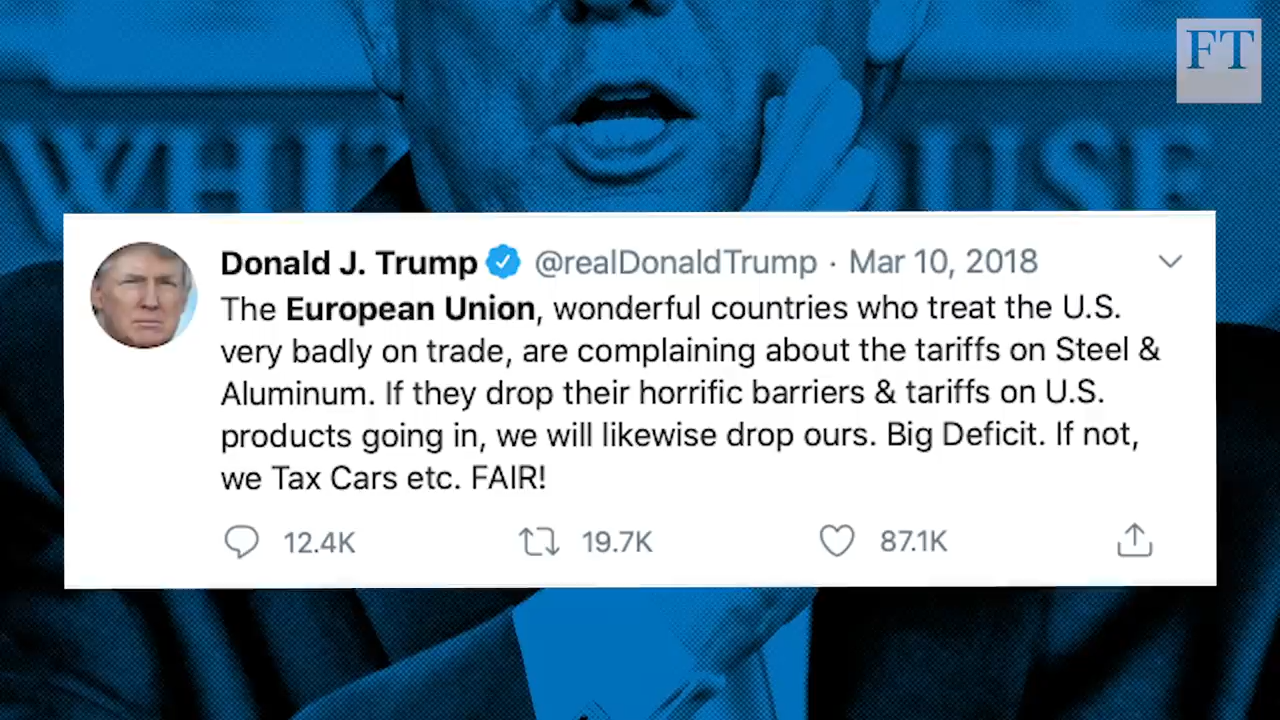 FT
WHI OUSE
Donald J. Trump @realDonaldTrump · Mar 10, 2018
The European Union, wonderful countries who treat the U.S.
very badly on trade, are complaining about the tariffs on Steel &
Aluminum. If they drop their horrific barriers & tariffs on U.S.
products going in, we will likewise drop ours. Big Deficit. If not,
we Tax Cars etc. FAIR!
12.4K 19.7K 87.1K